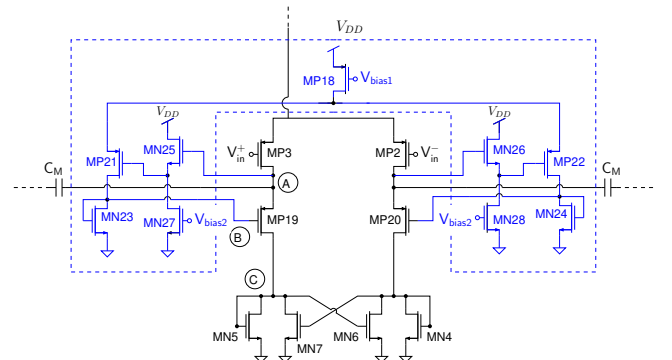 V_DD
MP18
V_bias1
V_DD
V_DD
MN25
MP21
V_in^+
MP3
MP2
V_in^-
MN26
MP22
C_M
C_M
A
MN23
MN27
V_bias2
B
MP19
MP20
V_bias2
MN28
MN24
C
MN5
MN7
MN6
MN4